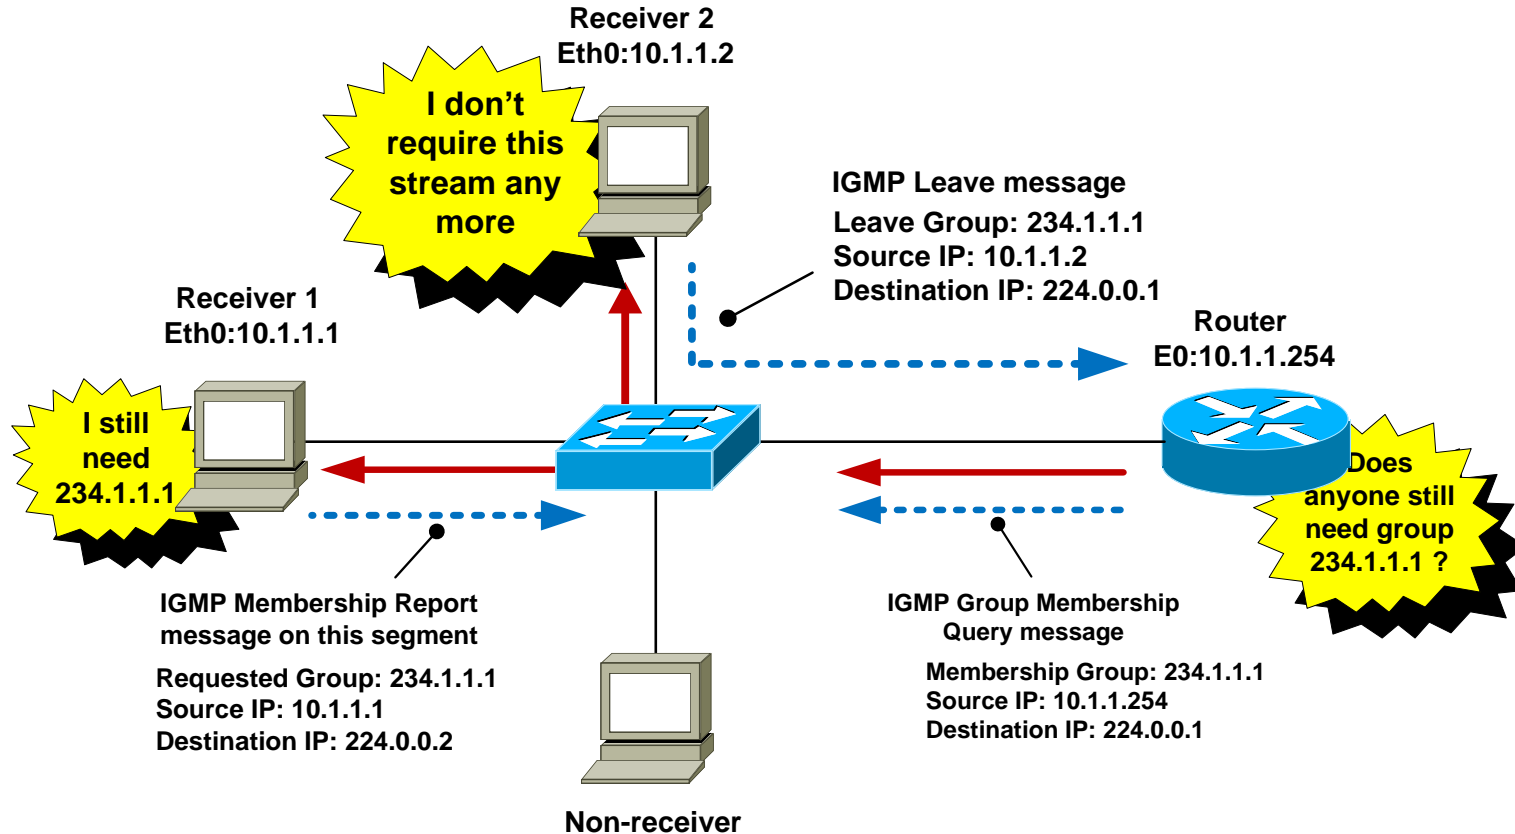 Receiver 2
Eth0:10.1.1.2
I don’t
require this
stream any
more
IGMP Leave message
Leave Group: 234.1.1.1
Source IP: 10.1.1.2
Destination IP: 224.0.0.1
Receiver 1
Eth0:10.1.1.1
Router
E0:10.1.1.254
I still
need
234.1.1.1
Does
anyone still
need group
234.1.1.1 ?
IGMP Membership Report
message on this segment
Requested Group: 234.1.1.1
Source IP: 10.1.1.1
Destination IP: 224.0.0.2
IGMP Group Membership
Query message
Membership Group: 234.1.1.1
Source IP: 10.1.1.254
Destination IP: 224.0.0.1
Non-receiver